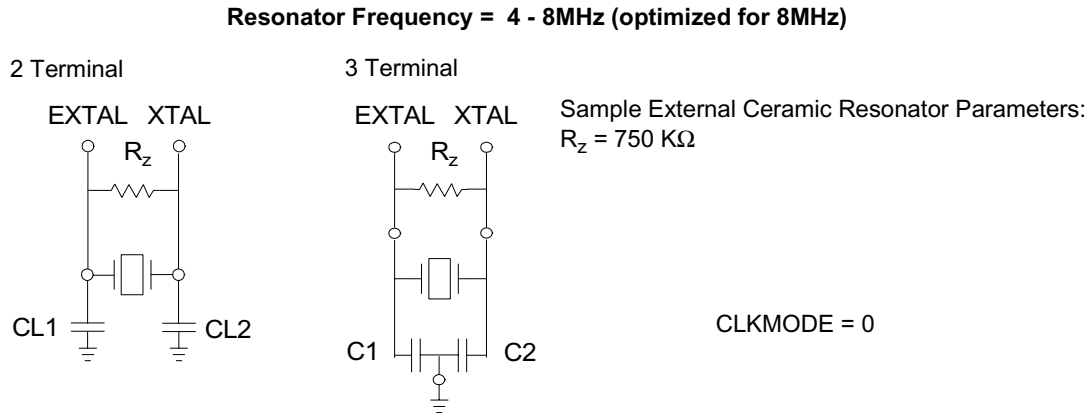 Resonator Frequency = 4 - 8MHz (optimized for 8MHz)
2 Terminal
3 Terminal
EXTAL XTAL
EXTAL XTAL
Sample External Ceramic Resonator Parameters:
Rz = 750 KΩ
Rz
Rz
CL1
CL2
CLKMODE = 0
C1
C2